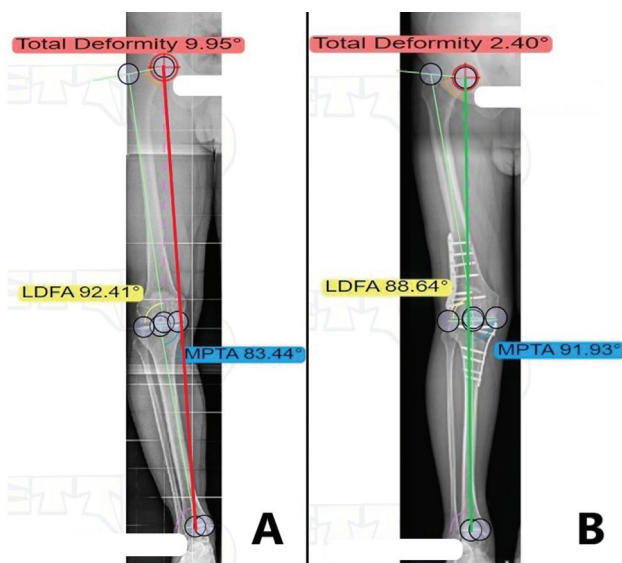 Total Deformity 9.95°
LDFA 92.41°
MPTA 83.44°
A
Total Deformity 2.40°
LDFA 88.64°
MPTA 91.93°
B